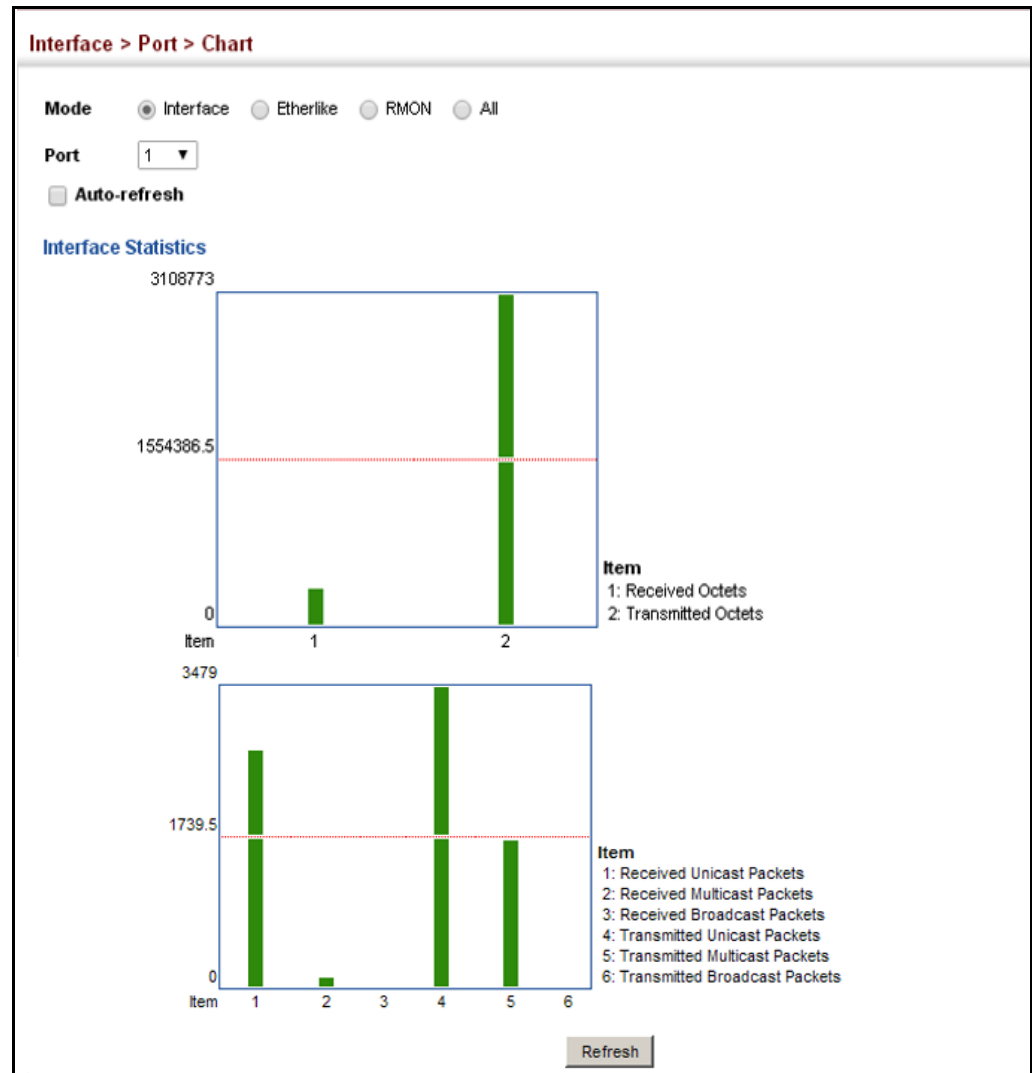 Interface > Port > Chart
Mode Interface Etherlike RMON All
Port 1
Auto-refresh
Interface Statistics
3108773
1554386.5
0
Item 1 2
Item
1: Received Octets
2: Transmitted Octets
3479
1739.5
0
Item 1 2 3 4 5 6
Item
1: Received Unicast Packets
2: Received Multicast Packets
3: Received Broadcast Packets
4: Transmitted Unicast Packets
5: Transmitted Multicast Packets
6: Transmitted Broadcast Packets
Refresh